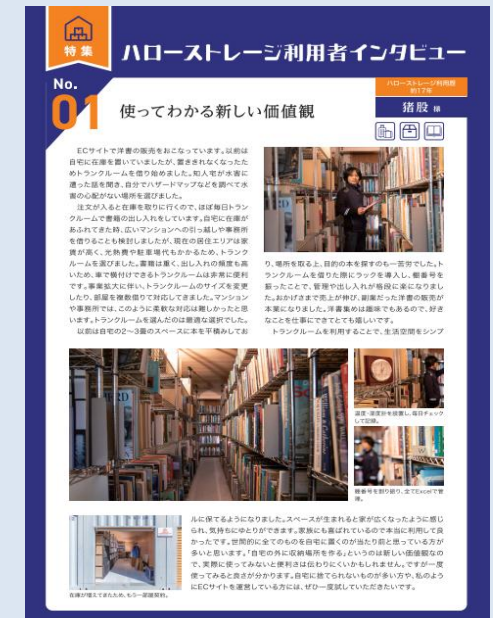 特集
ハローストレージ利用者インタビュー
No.
01
使ってわかる新しい価値観
ハローストレージ利用歴
約17年
猪股 様
ECサイトで洋書の販売をおこなっています。以前は
自宅に在庫を置いていましたが、置ききれなくなったた
めトランクルームを借り始めました。知人宅が水害に
遭った話を聞き、自分でハザードマップなどを調べて水
害の心配がない場所を選びました。
注文が入ると在庫を取りに行くので、ほぼ毎日トラン
クルームで書籍の出し入れをしています。自宅に在庫が
あふれてきた時、広いマンションへの引っ越しや事務所
を借りることも検討しましたが、現在の居住エリアは家
賃が高く、光熱費や駐車場代もかかるため、トランク
ルームを選びました。書籍は重く、出し入れの頻度も高
いため、車で横付けできるトランクルームは非常に便利
です。事業拡大に伴い、トランクルームのサイズを変更
したり、部屋を複数借りて対応してきました。マンション
や事務所では、このように柔軟な対応は難しかったと思
います。トランクルームを選んだのは最適な選択でした。
以前は自宅の2〜3畳のスペースに本を平積みしてお
り、場所を取る上、目的の本を探すのも一苦労でした。ト
ランクルームを借りた際にラックを導入し、棚番号を
振ったことで、管理や出し入れが格段に楽になりまし
た。おかげさまで売上が伸び、副業だった洋書の販売が
本業になりました。洋書集めは趣味でもあるので、好き
なことを仕事にできてとても嬉しいです。
トランクルームを利用することで、生活空間をシンプ
温度・湿度計を設置し、毎日チェック
して記録。
棚番号を割り振り、全てExcelで管
理。
ルに保てるようになりました。スペースが生まれると家が広くなったように感じ
られ、気持ちにゆとりができます。家族にも喜ばれているので本当に利用して良
かったです。世間的に全てのものを自宅に置くのが当たり前と思っている方が
多いと思います。「自宅の外に収納場所を作る」というのは新しい価値観なの
で、実際に使ってみないと便利さは伝わりにくいかもしれません。ですが一度
使ってみると良さが分かります。自宅に捨てられないものが多い方や、私のよう
にECサイトを運営している方には、ぜひ一度試していただきたいです。
在庫が増えてきたため、もう一部屋契約。